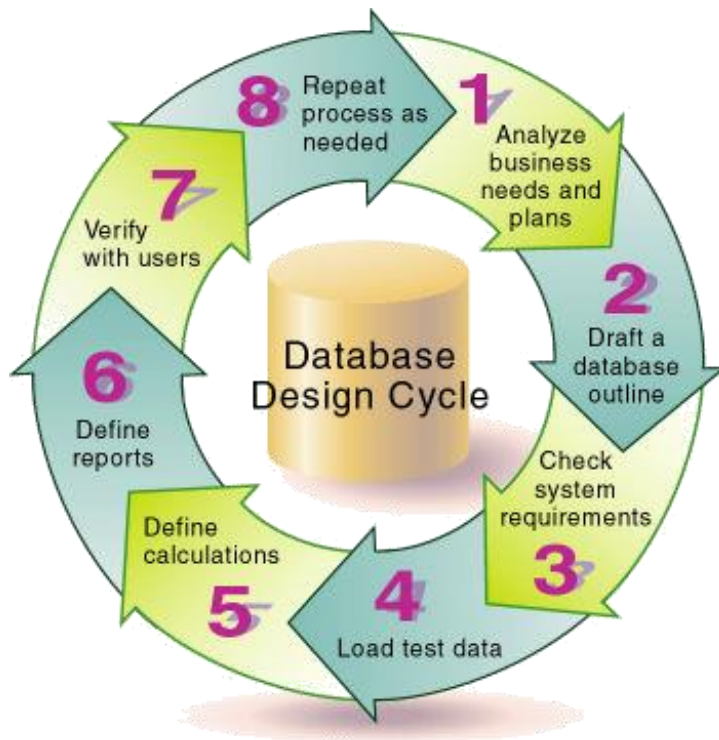 1
Analyze
business
needs and
plans
2
Draft a
database
outline
Check
system
requirements
3
4
Load test data
Define
calculations
5
6
Define
reports
7
Verify
with users
8
Repeat
process as
needed
Database
Design Cycle